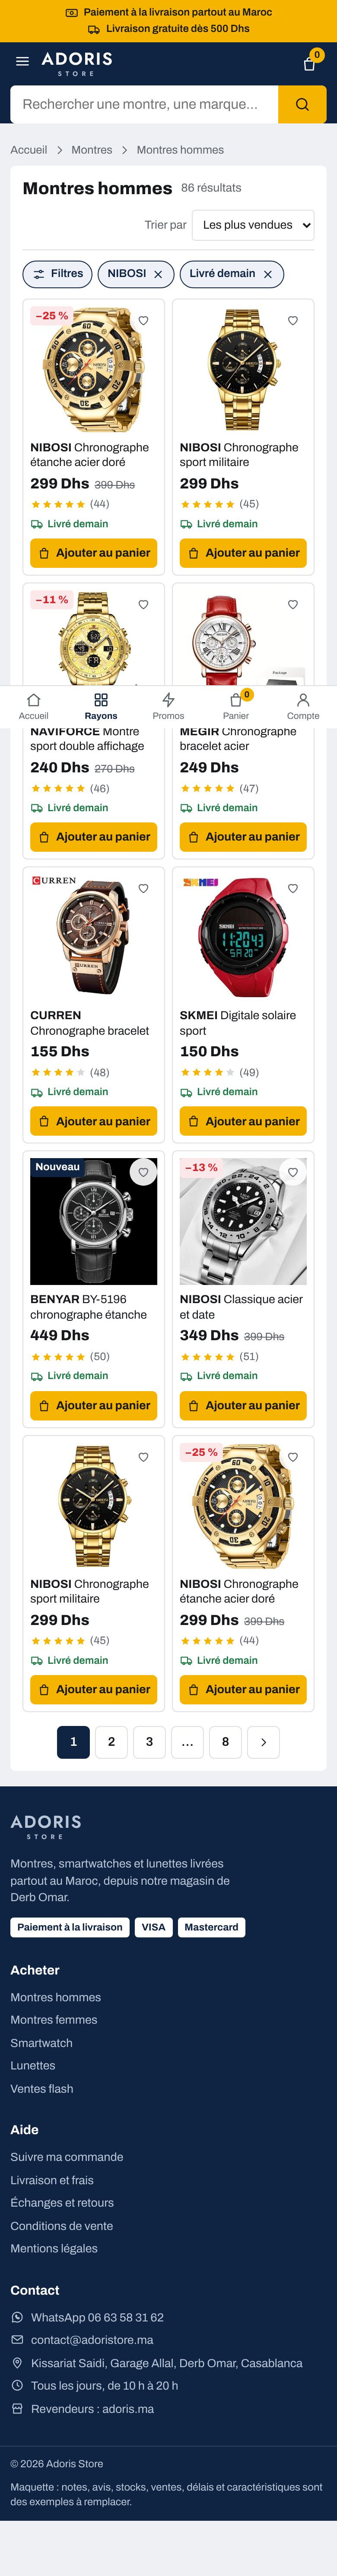 Paiement à la livraison partout au Maroc
Livraison gratuite dès 500 Dhs
ADORIS
STORE
0
Rechercher une montre, une marque...
Accueil > Montres > Montres hommes
Montres hommes 86 résultats
Trier par Les plus vendues
Filtres NIBOSI × Livré demain ×
−25 %
NIBOSI Chronographe
étanche acier doré
299 Dhs 399 Dhs
(44)
Livré demain
Ajouter au panier
NIBOSI Chronographe
sport militaire
299 Dhs
(45)
Livré demain
Ajouter au panier
−11 %
Package
Accueil
Rayons
Promos
0
Panier
Compte
NAVIFORCE Montre
sport double affichage
240 Dhs 270 Dhs
(46)
Livré demain
Ajouter au panier
MEGIR Chronographe
bracelet acier
249 Dhs
(47)
Livré demain
Ajouter au panier
CURREN
CURREN
Chronographe bracelet
155 Dhs
(48)
Livré demain
Ajouter au panier
SKMEI
SKMEI Digitale solaire
sport
150 Dhs
(49)
Livré demain
Ajouter au panier
Nouveau
BENYAR BY-5196
chronographe étanche
449 Dhs
(50)
Livré demain
Ajouter au panier
−13 %
NIBOSI Classique acier
et date
349 Dhs 399 Dhs
(51)
Livré demain
Ajouter au panier
NIBOSI Chronographe
sport militaire
299 Dhs
(45)
Livré demain
Ajouter au panier
−25 %
NIBOSI Chronographe
étanche acier doré
299 Dhs 399 Dhs
(44)
Livré demain
Ajouter au panier
1 2 3 … 8 >
ADORIS
STORE
Montres, smartwatches et lunettes livrées
partout au Maroc, depuis notre magasin de
Derb Omar.
Paiement à la livraison VISA Mastercard
Acheter
Montres hommes
Montres femmes
Smartwatch
Lunettes
Ventes flash
Aide
Suivre ma commande
Livraison et frais
Échanges et retours
Conditions de vente
Mentions légales
Contact
WhatsApp 06 63 58 31 62
contact@adoristore.ma
Kissariat Saidi, Garage Allal, Derb Omar, Casablanca
Tous les jours, de 10 h à 20 h
Revendeurs : adoris.ma
© 2026 Adoris Store
Maquette : notes, avis, stocks, ventes, délais et caractéristiques sont
des exemples à remplacer.